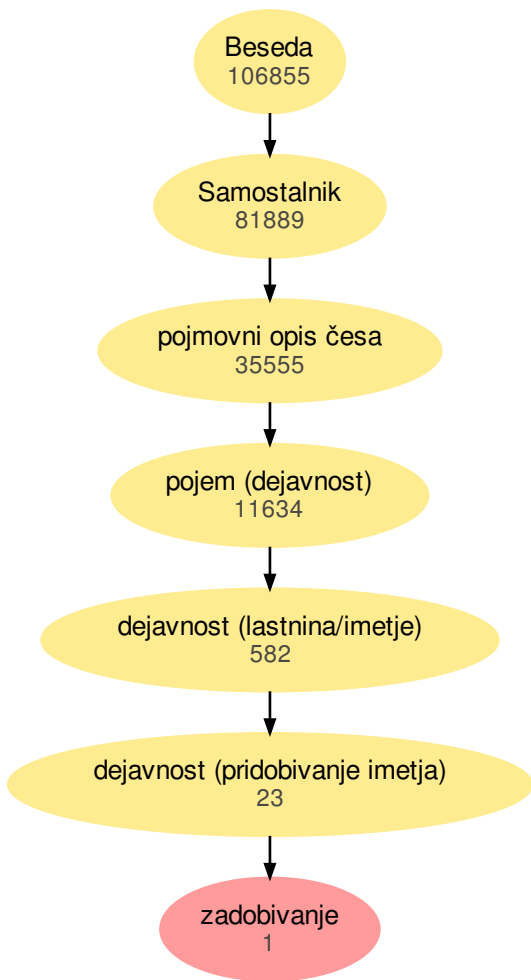 Beseda
106855
Samostalnik
81889
pojmovni opis česa
35555
pojem (dejavnost)
11634
dejavnost (lastnina/imetje)
582
dejavnost (pridobivanje imetja)
23
zadobivanje
1